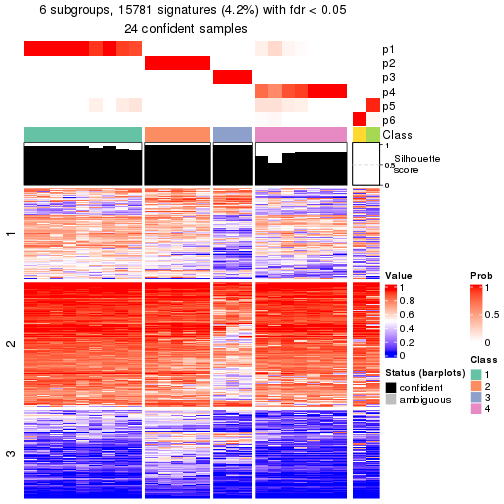 6 subgroups, 15781 signatures (4.2%) with fdr < 0.05
24 confident samples
p1
p2
p3
p4
p5
p6
Class
1
0.5
0
Silhouette
score
1
2
3
Value
1
0.8
0.6
0.4
0.2
0
Prob
1
0.5
0
Status (barplots)
confident
ambiguous
Class
1
2
3
4